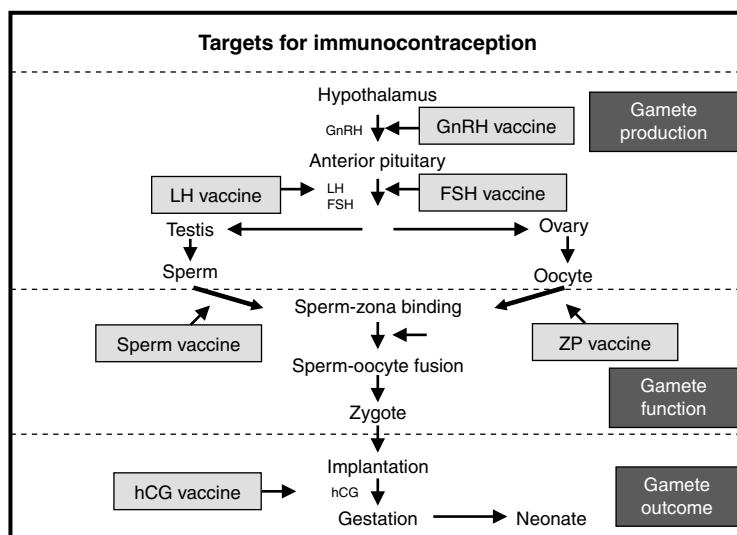 Targets for immunocontraception
Hypothalamus
GnRH
GnRH vaccine
Gamete
production
Anterior pituitary
LH vaccine
LH
FSH
FSH vaccine
Testis
Ovary
Sperm
Oocyte
Sperm-zona binding
Sperm vaccine
ZP vaccine
Sperm-oocyte fusion
Gamete
function
Zygote
Implantation
hCG vaccine
hCG
Gamete
outcome
Gestation
Neonate